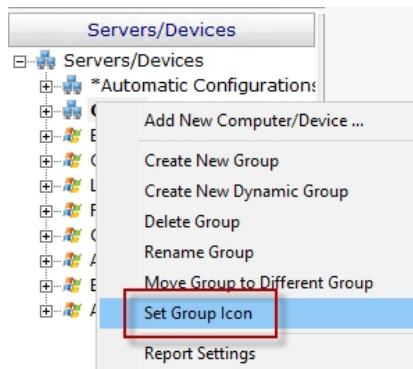 Servers/Devices
Servers/Devices
*Automatic Configurations
Add New Computer/Device ...
Create New Group
Create New Dynamic Group
Delete Group
Rename Group
Move Group to Different Group
Set Group Icon
Report Settings